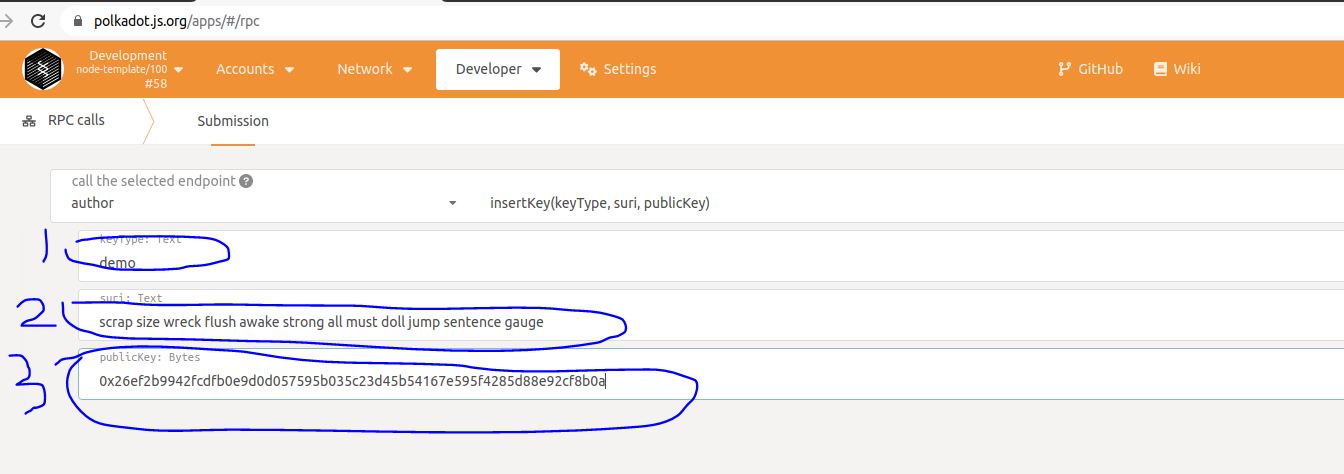 polkadot.js.org/apps/#/rpc
Development
node-template/100
#58
Accounts
Network
Developer
Settings
GitHub
Wiki
RPC calls
Submission
call the selected endpoint ?
author
insertKey(keyType, suri, publicKey)
1
keyType: Text
demo
2
suri: Text
scrap size wreck flush awake strong all must doll jump sentence gauge
3
publicKey: Bytes
0x26ef2b9942fcdfb0e9d0d057595b035c23d45b54167e595f4285d88e92cf8b0a